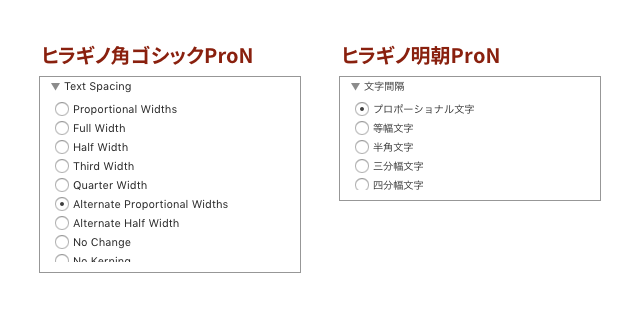 ヒラギノ角ゴシックProN
Text Spacing
Proportional Widths
Full Width
Half Width
Third Width
Quarter Width
Alternate Proportional Widths
Alternate Half Width
No Change
No Kerning
ヒラギノ明朝ProN
文字間隔
プロポーショナル文字
等幅文字
半角文字
三分幅文字
四分幅文字